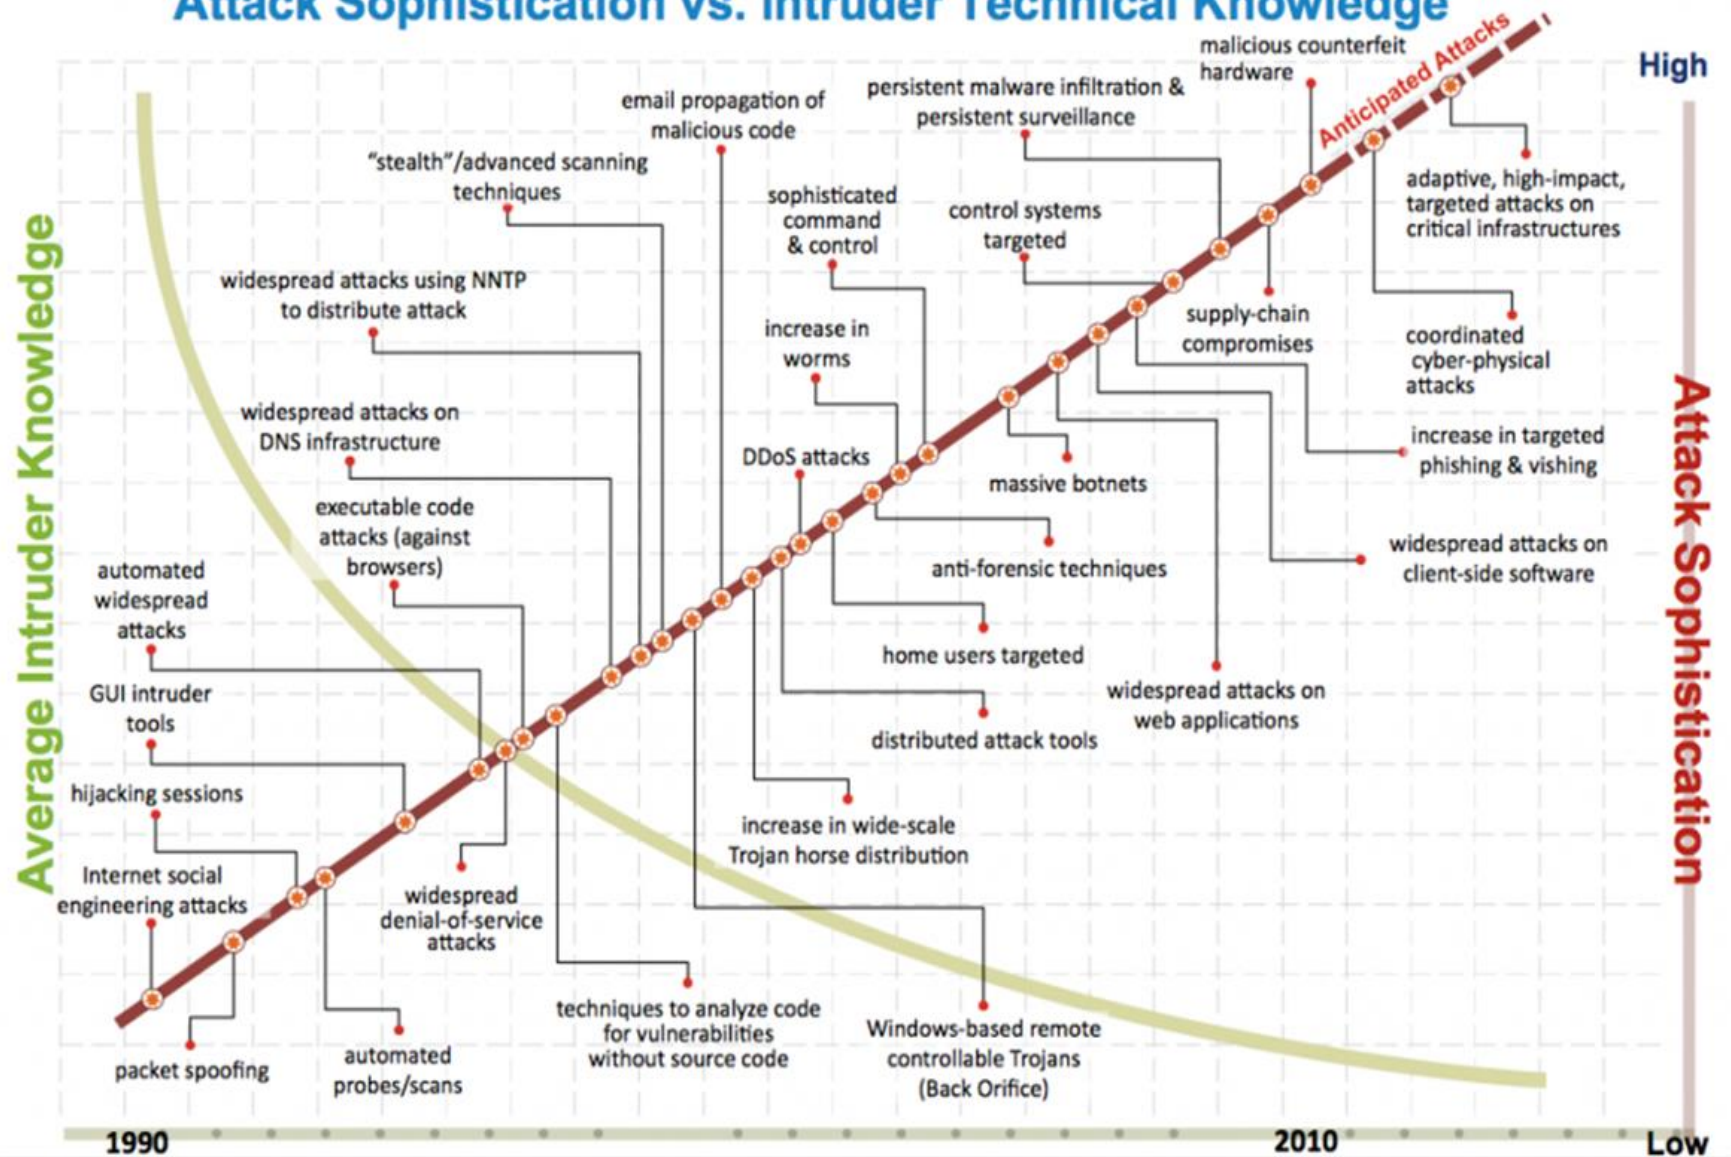 Attack Sophistication vs. Intruder Technical Knowledge
High
Average Intruder Knowledge
Attack Sophistication
Anticipated Attacks
malicious counterfeit
hardware
persistent malware infiltration &
persistent surveillance
email propagation of
malicious code
"stealth"/advanced scanning
techniques
sophisticated
command
& control
control systems
targeted
adaptive, high-impact,
targeted attacks on
critical infrastructures
widespread attacks using NNTP
to distribute attack
supply-chain
compromises
increase in
worms
coordinated
cyber-physical
attacks
widespread attacks on
DNS infrastructure
increase in targeted
phishing & vishing
DDoS attacks
massive botnets
executable code
attacks (against
browsers)
widespread attacks on
client-side software
anti-forensic techniques
automated
widespread
attacks
home users targeted
GUI intruder
tools
widespread attacks on
web applications
distributed attack tools
hijacking sessions
increase in wide-scale
Trojan horse distribution
Internet social
engineering attacks
widespread
denial-of-service
attacks
techniques to analyze code
for vulnerabilities
without source code
Windows-based remote
controllable Trojans
(Back Orifice)
packet spoofing
automated
probes/scans
1990
2010
Low